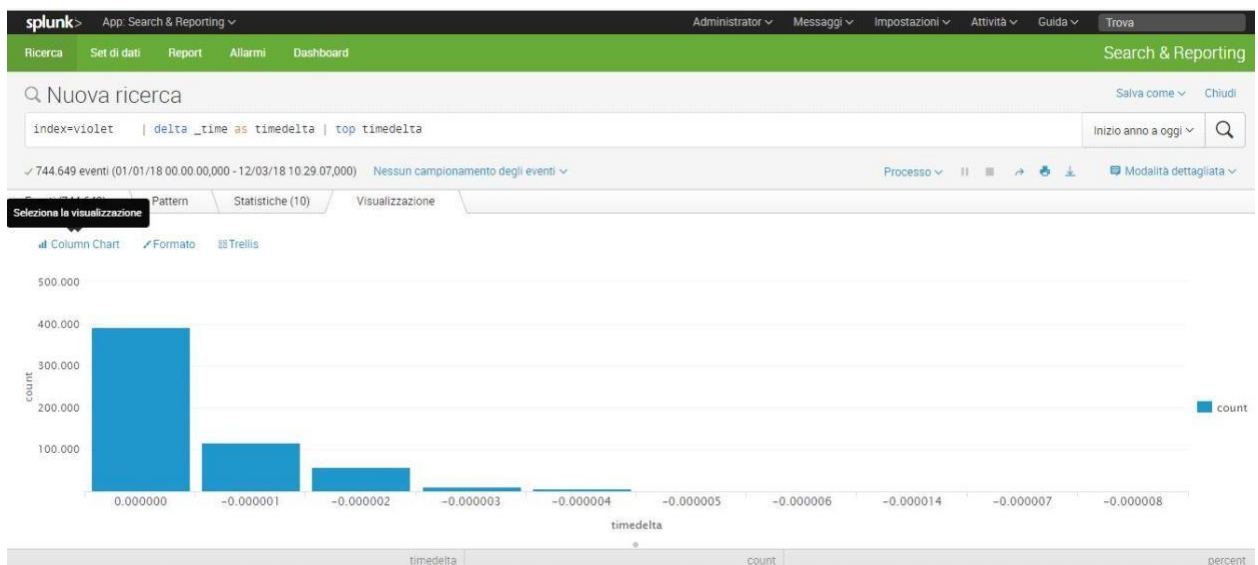 splunk> App: Search & Reporting Administrator Messaggi Impostazioni Attività Guida Trova
Ricerca Set di dati Report Allarmi Dashboard Search & Reporting
Nuova ricerca Salva come Chiudi
index=violet | delta _time as timedelta | top timedelta Inizio anno a oggi
744.649 eventi (01/01/18 00.00.00,000 - 12/03/18 10.29.07,000) Nessun campionamento degli eventi Processo Modalità dettagliata
Pattern Statistiche (10) Visualizzazione
Seleziona la visualizzazione
Column Chart Formato Trellis
500.000
400.000
300.000
200.000
100.000
count
count
0.000000 -0.000001 -0.000002 -0.000003 -0.000004 -0.000005 -0.000006 -0.000014 -0.000007 -0.000008
timedelta
timedelta count percent